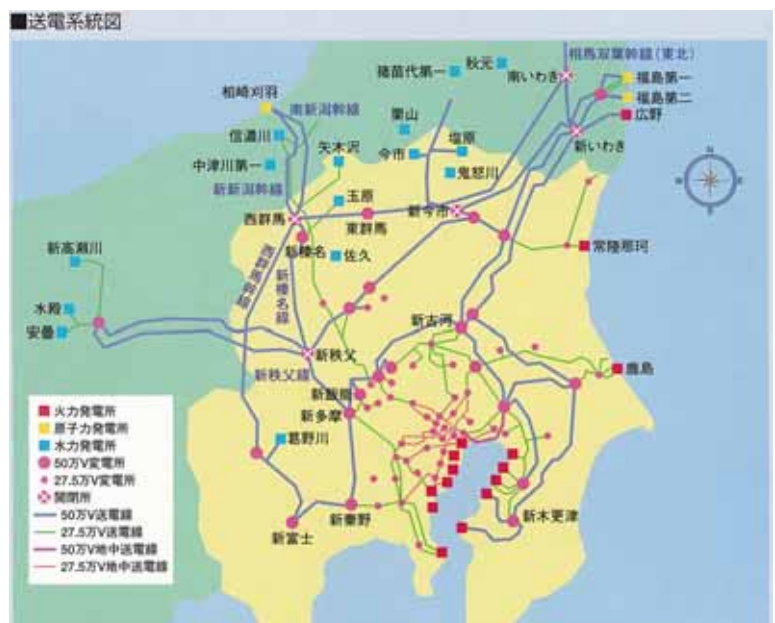 ■送電系統図
相馬双葉幹線(東北)
秋元
猪苗代第一
南いわき
福島第一
福島第二
広野
新いわき
柏崎刈羽
南新潟幹線
栗山
塩原
信濃川
矢木沢
今市
中津川第一
鬼怒川
新新潟幹線
玉原
西群馬
東群馬
新今市
新榛名
佐久
常陸那珂
新高瀬川
西群馬幹線
新榛名線
水殿
安曇
新古河
新秩父
新秩父線
鹿島
新飯能
新多摩
葛野川
新秦野
新富士
新木更津
N
火力発電所
原子力発電所
水力発電所
50万V変電所
27.5万V変電所
開閉所
50万V送電線
27.5万V送電線
50万V地中送電線
27.5万V地中送電線